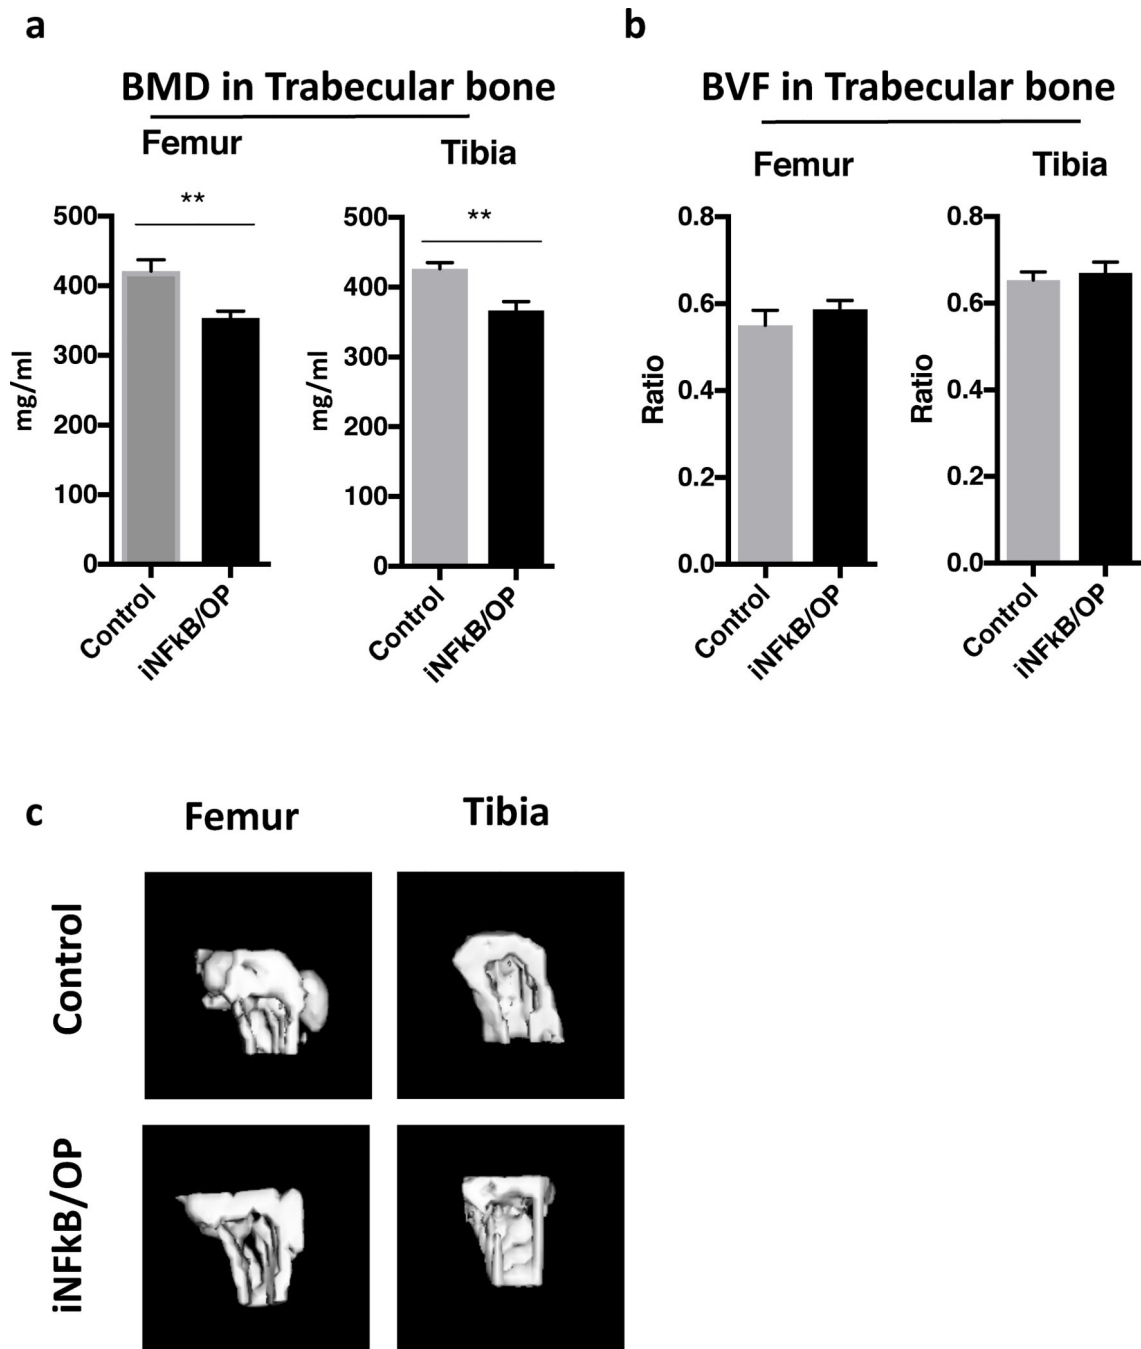 a
BMD in Trabecular bone
Femur
Tibia
**
**
500
400
300
200
100
0
mg/ml
Control
iNFkB/OP
500
400
300
200
100
0
mg/ml
Control
iNFkB/OP
b
BVF in Trabecular bone
Femur
Tibia
0.8
0.6
0.4
0.2
0.0
Ratio
Control
iNFkB/OP
0.8
0.6
0.4
0.2
0.0
Ratio
Control
iNFkB/OP
c
Femur
Tibia
Control
iNFkB/OP